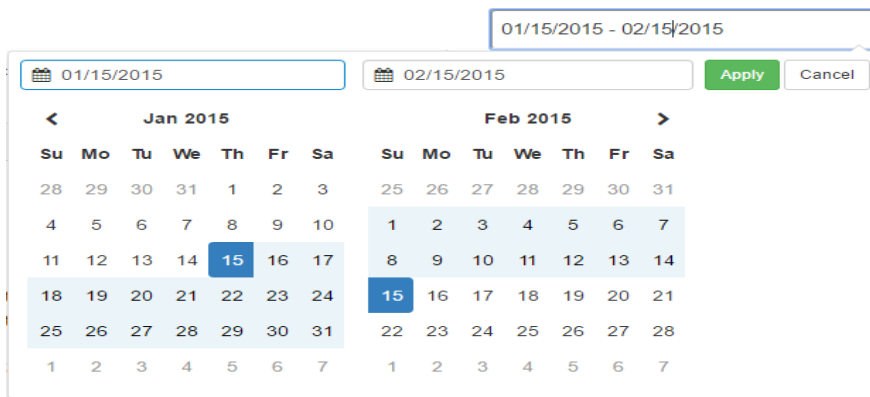 01/15/2015 - 02/15/2015
01/15/2015 02/15/2015 Apply Cancel
Jan 2015 Feb 2015
Su Mo Tu We Th Fr Sa Su Mo Tu We Th Fr Sa
28 29 30 31 1 2 3 25 26 27 28 29 30 31
4 5 6 7 8 9 10 1 2 3 4 5 6 7
11 12 13 14 15 16 17 8 9 10 11 12 13 14
18 19 20 21 22 23 24 15 16 17 18 19 20 21
25 26 27 28 29 30 31 22 23 24 25 26 27 28
1 2 3 4 5 6 7 1 2 3 4 5 6 7